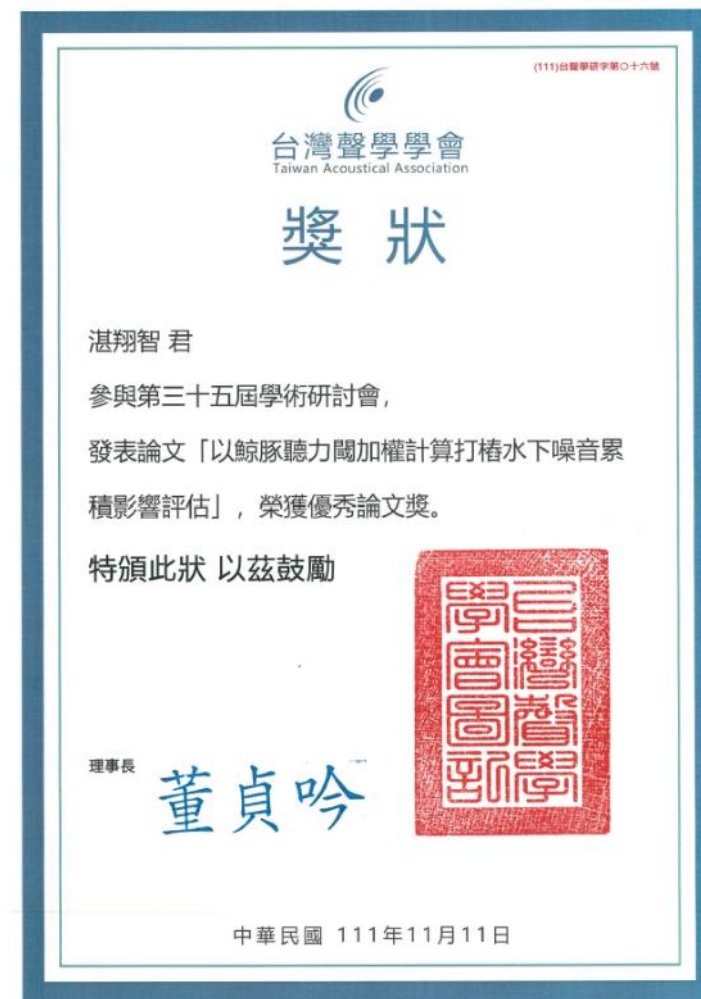 (111)台聲學研字第○十六號
台灣聲學學會
Taiwan Acoustical Association
獎 狀
湛翔智 君
參與第三十五屆學術研討會，
發表論文「以鯨豚聽力閾加權計算打樁水下噪音累
積影響評估」，榮獲優秀論文獎。
特頒此狀 以茲鼓勵
台灣聲學
學會圖記
理事長
董貞吟
中華民國 111年11月11日